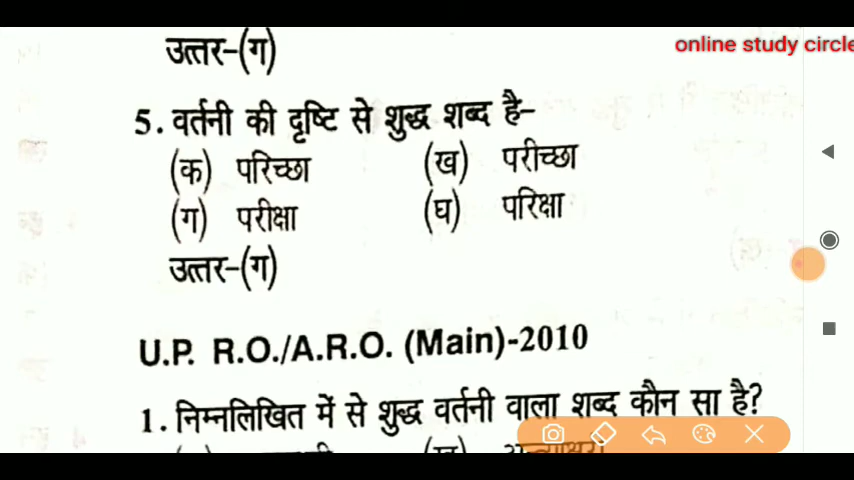 उत्तर-(ग)
online study circle
5. वर्तनी की दृष्टि से शुद्ध शब्द है-
(क) परिच्छा (ख) परीच्छा
(ग) परीक्षा (घ) परिक्षा
उत्तर-(ग)
U.P. R.O./A.R.O. (Main)-2010
1. निम्नलिखित में से शुद्ध वर्तनी वाला शब्द कौन सा है?